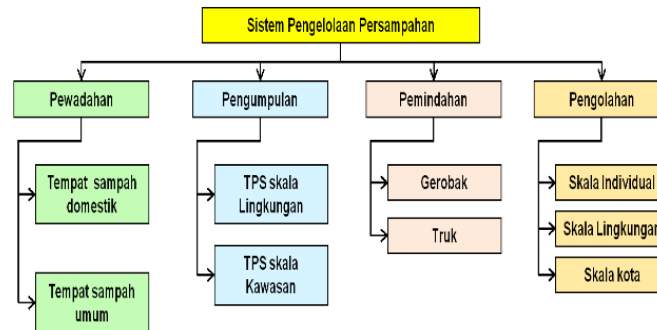 Sistem Pengelolaan Persampahan
Pewadahan
Pengumpulan
Pemindahan
Pengolahan
Tempat sampah
domestik
Tempat sampah
umum
TPS skala
Lingkungan
TPS skala
Kawasan
Gerobak
Truk
Skala Individual
Skala Lingkungan
Skala kota